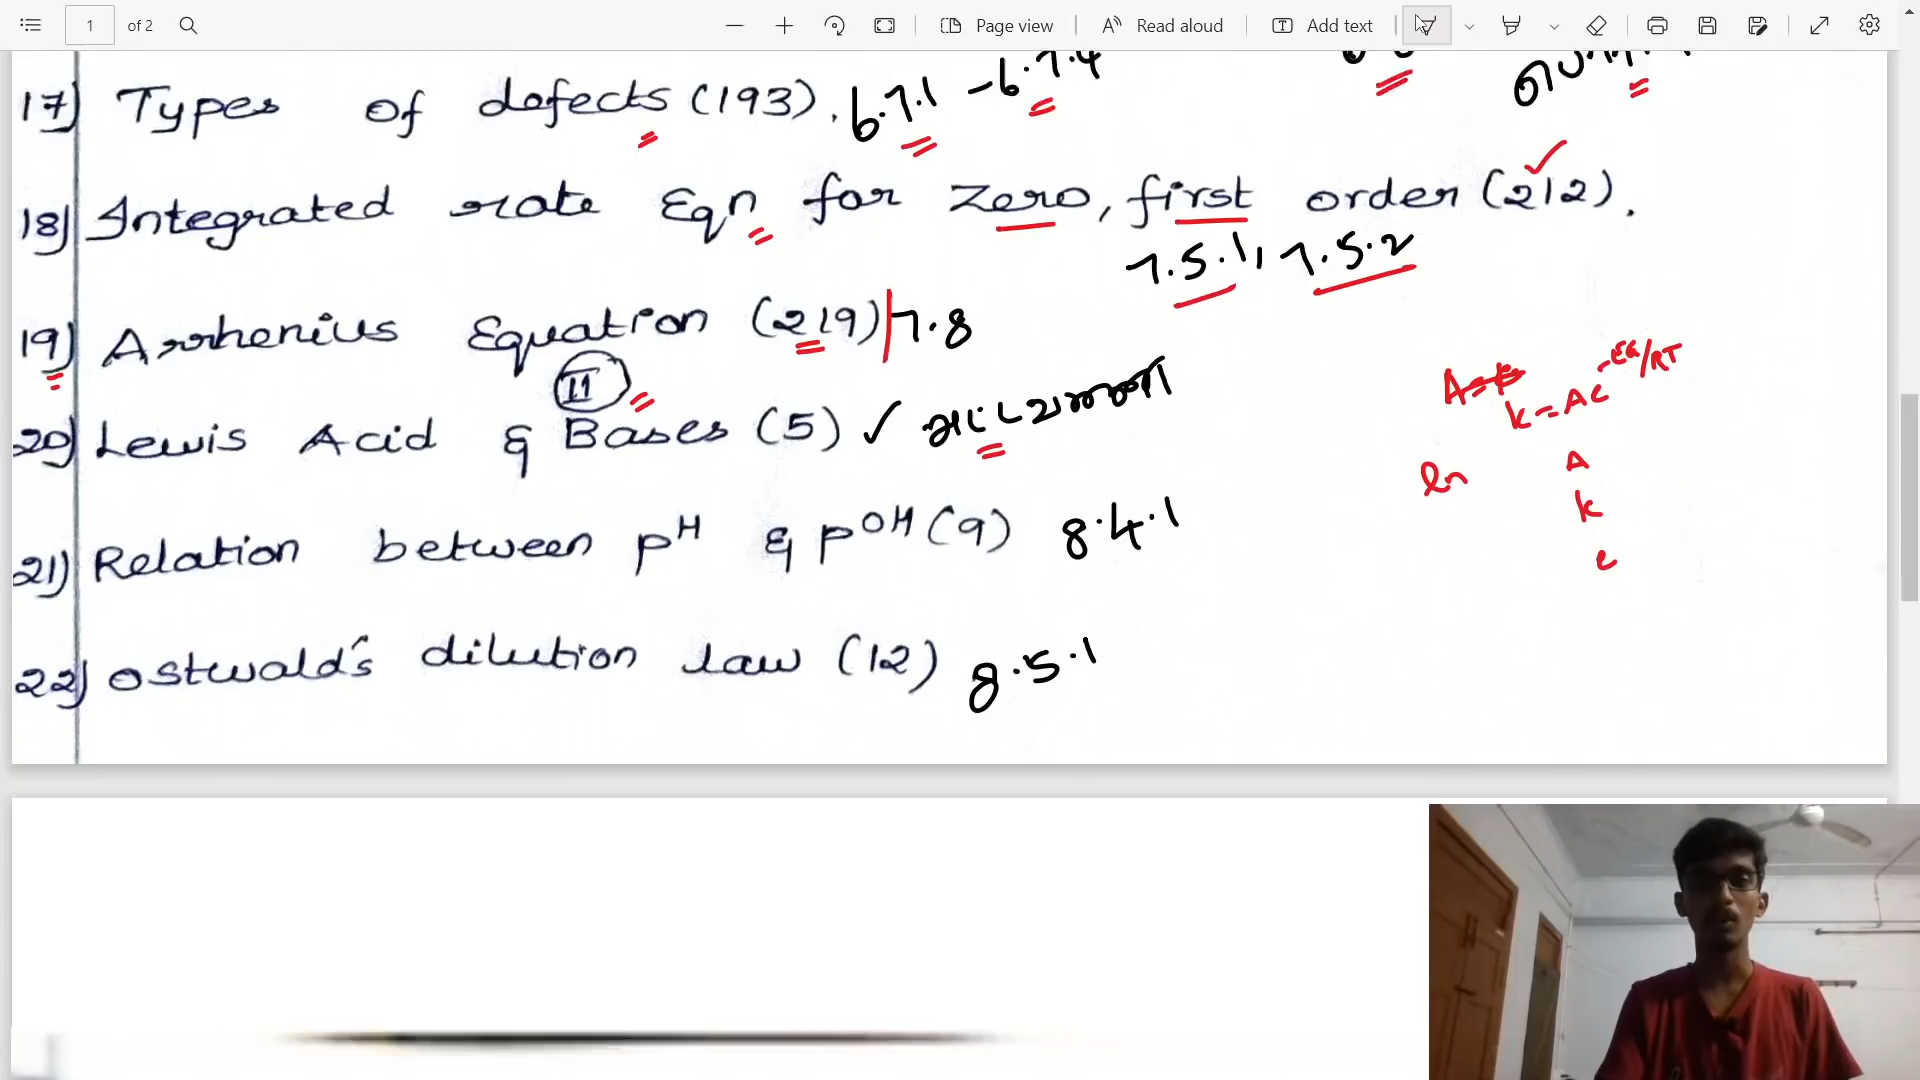 1 of 2 Page view Read aloud Add text
17) Types of defects (193). 6.7.1 - 6.7.4
18) Integrated rate Eqn for Zero, first order (212).
7.5.1, 7.5.2
19) Arrhenius Equation (219) 7.8
k = Ae -Ea/RT
II
20) Lewis Acid & Bases (5) ✓
ln A
k
e
21) Relation between pH & pOH (9) 8.4.1
22) Ostwald's dilution law (12) 8.5.1